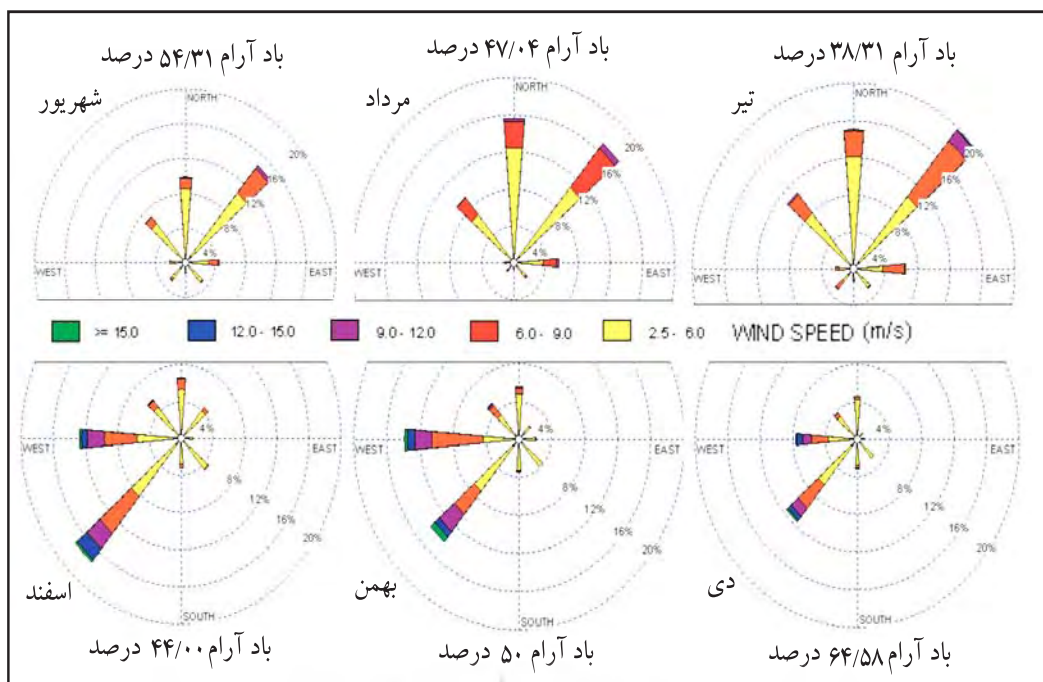 باد آرام ۳۸/۳۱ درصد
تیر
NORTH
20%
16%
12%
8%
4%
WEST
EAST
باد آرام ۴۷/۰۴ درصد
مرداد
NORTH
20%
16%
12%
8%
4%
WEST
EAST
باد آرام ۵۴/۳۱ درصد
شهریور
NORTH
20%
16%
12%
8%
4%
WEST
EAST
>= 15.0 12.0 - 15.0 9.0 - 12.0 6.0 - 9.0 2.5 - 6.0 WIND SPEED (m/s)
WEST
EAST
4%
8%
12%
16%
20%
SOUTH
دی
باد آرام ۶۴/۵۸ درصد
WEST
EAST
4%
8%
12%
16%
20%
SOUTH
بهمن
باد آرام ۵۰ درصد
WEST
EAST
4%
8%
12%
16%
20%
SOUTH
اسفند
باد آرام ۴۴/۰۰ درصد